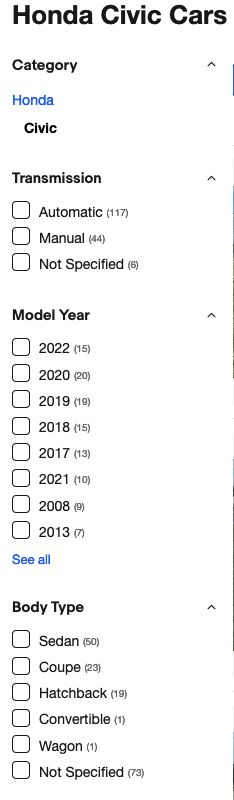 Honda Civic Cars
Category
Honda
Civic
Transmission
Automatic (117)
Manual (44)
Not Specified (6)
Model Year
2022 (15)
2020 (20)
2019 (19)
2018 (15)
2017 (13)
2021 (10)
2008 (9)
2013 (7)
See all
Body Type
Sedan (50)
Coupe (23)
Hatchback (19)
Convertible (1)
Wagon (1)
Not Specified (73)